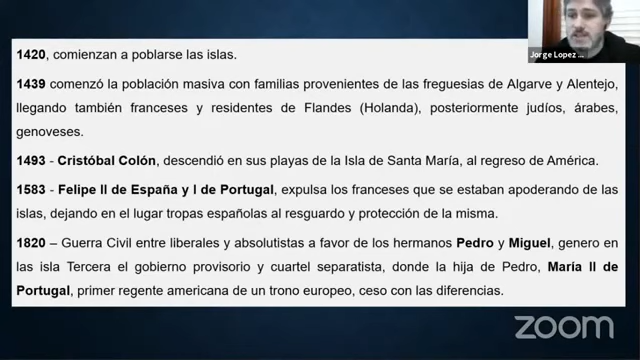 Jorge Lopez ...
1420, comienzan a poblarse las islas.
1439 comenzó la población masiva con familias provenientes de las freguesias de Algarve y Alentejo,
llegando también franceses y residentes de Flandes (Holanda), posteriormente judíos, árabes,
genoveses.
1493 - Cristóbal Colón, descendió en sus playas de la Isla de Santa María, al regreso de América.
1583 - Felipe II de España y I de Portugal, expulsa los franceses que se estaban apoderando de las
islas, dejando en el lugar tropas españolas al resguardo y protección de la misma.
1820 – Guerra Civil entre liberales y absolutistas a favor de los hermanos Pedro y Miguel, genero en
las isla Tercera el gobierno provisorio y cuartel separatista, donde la hija de Pedro, María II de
Portugal, primer regente americana de un trono europeo, ceso con las diferencias.
zoom